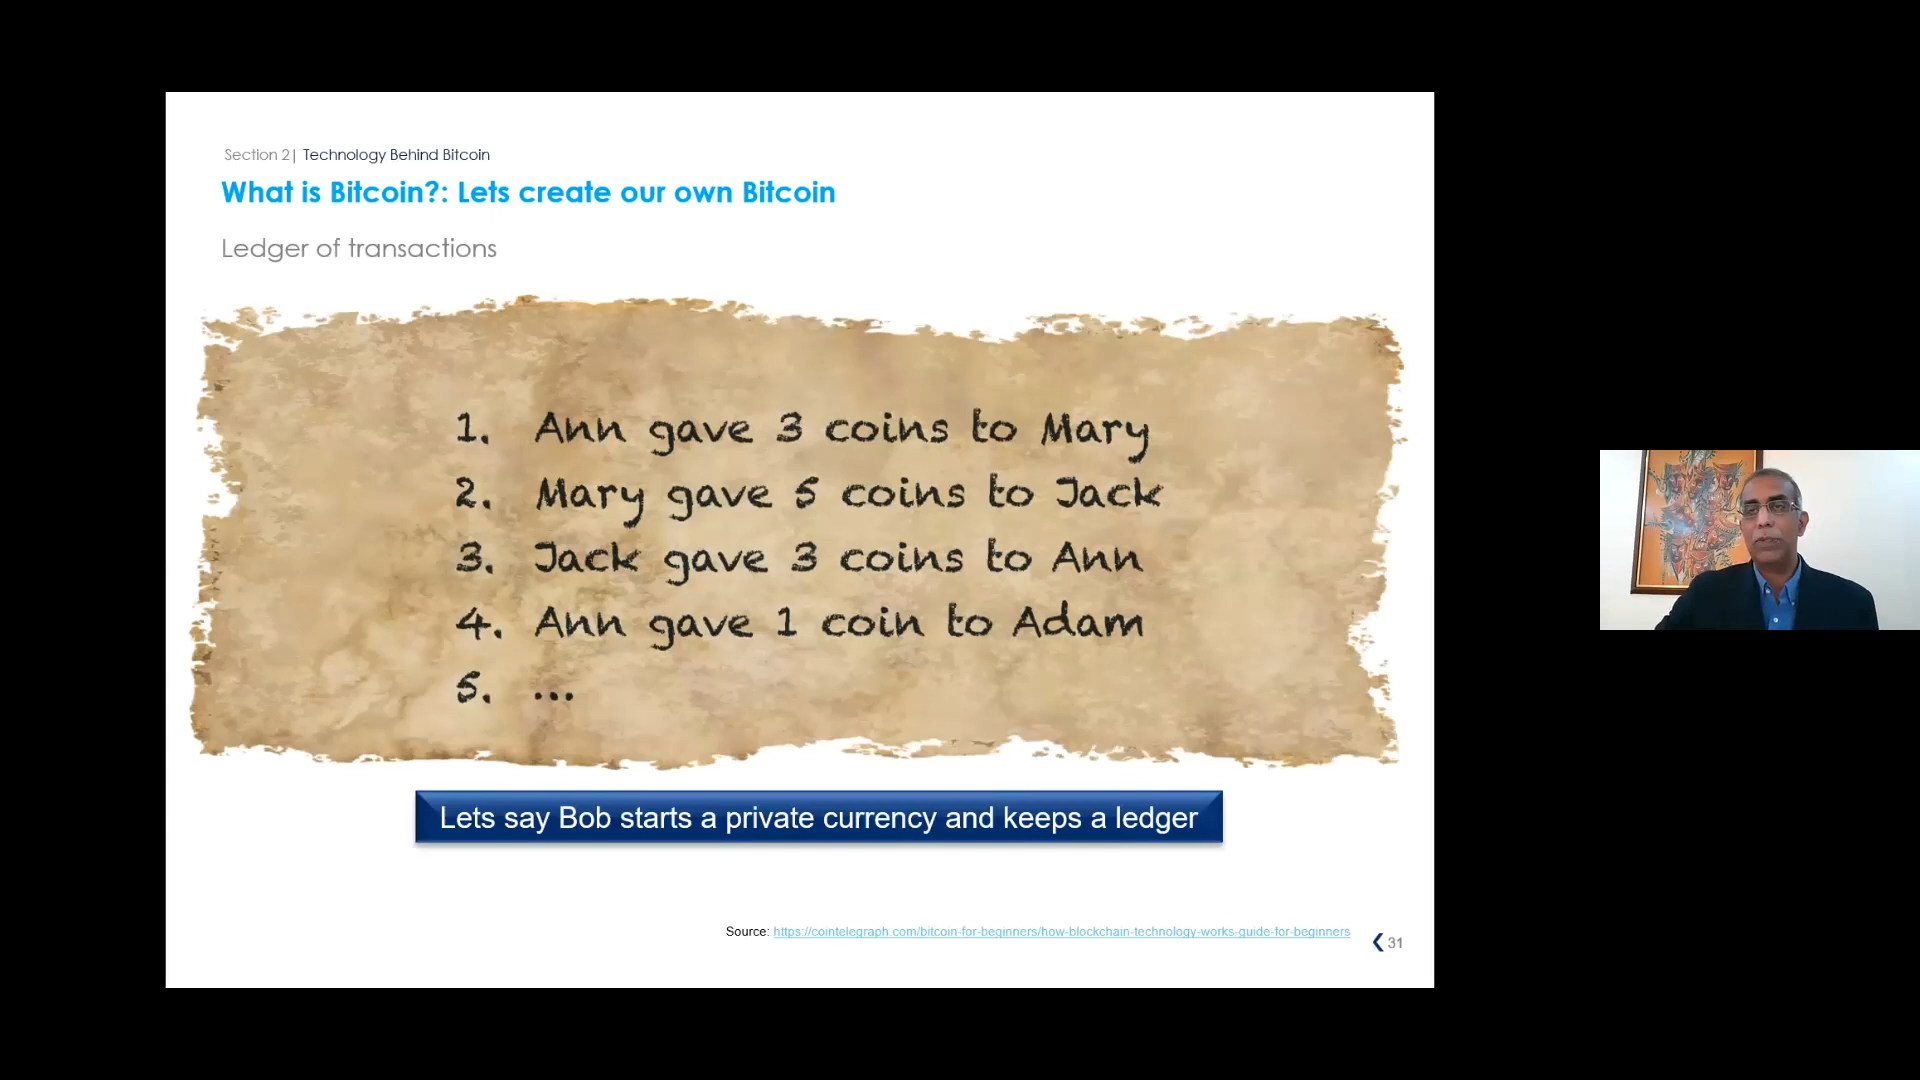 Section 2| Technology Behind Bitcoin
What is Bitcoin?: Lets create our own Bitcoin
Ledger of transactions
1. Ann gave 3 coins to Mary
2. Mary gave 5 coins to Jack
3. Jack gave 3 coins to Ann
4. Ann gave 1 coin to Adam
5. ...
Lets say Bob starts a private currency and keeps a ledger
Source: https://cointelegraph.com/bitcoin-for-beginners/how-blockchain-technology-works-guide-for-beginners
31